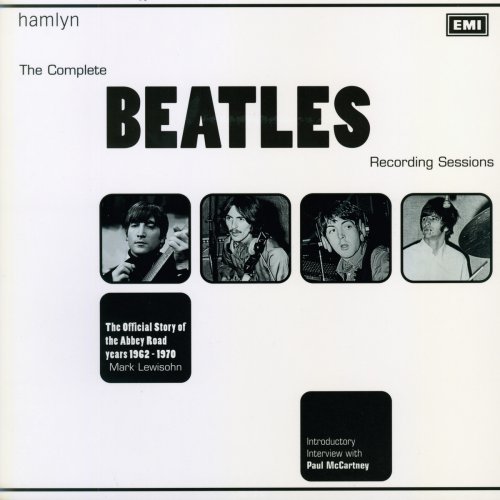 hamlyn
EMI
The Complete
BEATLES
Recording Sessions
The Official Story of
the Abbey Road
years 1962 - 1970
Mark Lewisohn
Introductory
Interview with
Paul McCartney